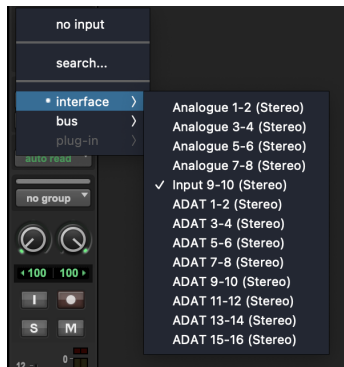 no input
search...
interface
bus
plug-in
Analogue 1-2 (Stereo)
Analogue 3-4 (Stereo)
Analogue 5-6 (Stereo)
Analogue 7-8 (Stereo)
✓ Input 9-10 (Stereo)
ADAT 1-2 (Stereo)
ADAT 3-4 (Stereo)
ADAT 5-6 (Stereo)
ADAT 7-8 (Stereo)
ADAT 9-10 (Stereo)
ADAT 11-12 (Stereo)
ADAT 13-14 (Stereo)
ADAT 15-16 (Stereo)
auto read
no group
100 100
I
S M
12 0